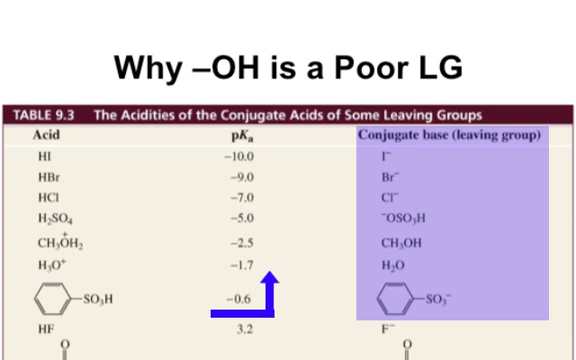 Why –OH is a Poor LG
TABLE 9.3 The Acidities of the Conjugate Acids of Some Leaving Groups
Acid pKₐ Conjugate base (leaving group)
HI –10.0 I⁻
HBr –9.0 Br⁻
HCl –7.0 Cl⁻
H₂SO₄ –5.0 ⁻OSO₃H
CH₃O⁺H₂ –2.5 CH₃OH
H₃O⁺ –1.7 H₂O
–SO₃H –0.6 –SO₃⁻
HF 3.2 F⁻
O O